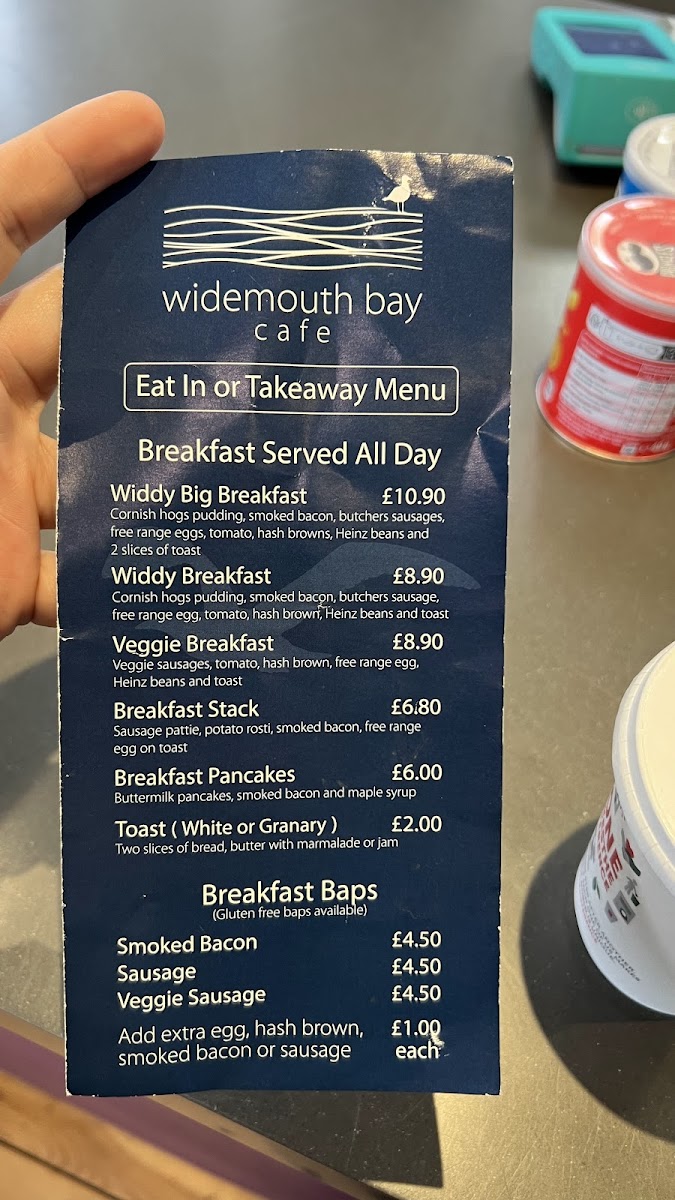 widemouth bay
cafe
Eat In or Takeaway Menu
Breakfast Served All Day
Widdy Big Breakfast £10.90
Cornish hogs pudding, smoked bacon, butchers sausages,
free range eggs, tomato, hash browns, Heinz beans and
2 slices of toast
Widdy Breakfast £8.90
Cornish hogs pudding, smoked bacon, butchers sausage,
free range egg, tomato, hash brown, Heinz beans and toast
Veggie Breakfast £8.90
Veggie sausages, tomato, hash brown, free range egg,
Heinz beans and toast
Breakfast Stack £6.80
Sausage pattie, potato rosti, smoked bacon, free range
egg on toast
Breakfast Pancakes £6.00
Buttermilk pancakes, smoked bacon and maple syrup
Toast ( White or Granary ) £2.00
Two slices of bread, butter with marmalade or jam
Breakfast Baps
(Gluten free baps available)
Smoked Bacon £4.50
Sausage £4.50
Veggie Sausage £4.50
Add extra egg, hash brown, £1.00
smoked bacon or sausage each